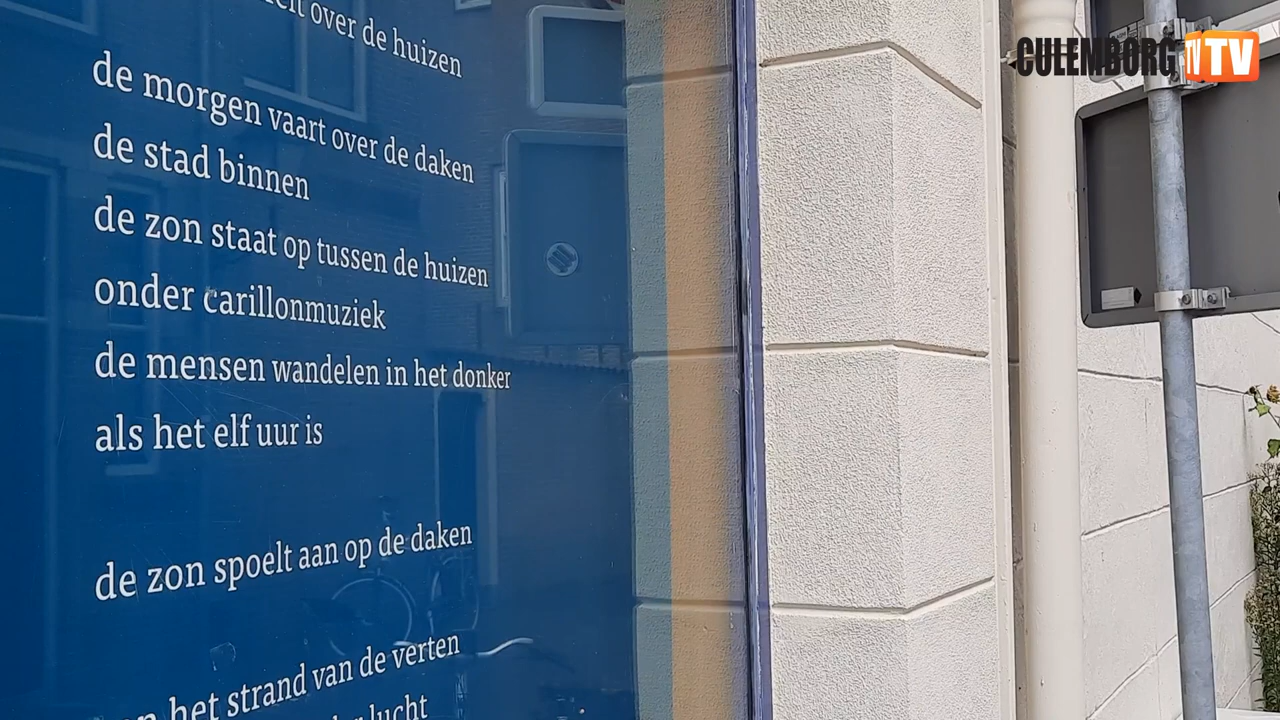 over de huizen
de morgen vaart over de daken
de stad binnen
de zon staat op tussen de huizen
onder carillonmuziek
de mensen wandelen in het donker
als het elf uur is
de zon spoelt aan op de daken
het strand van de verten
lucht
CULEMBORG TV TV